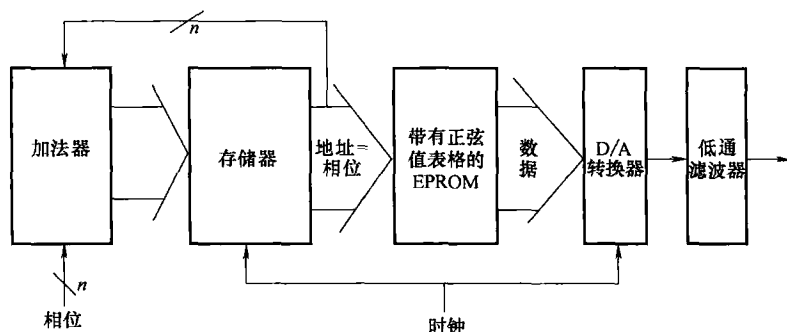 n
加法器
存储器
地址=
相位
带有正弦
值表格的
EPROM
数
据
D/A
转换器
低通
滤波器
n
相位
时钟